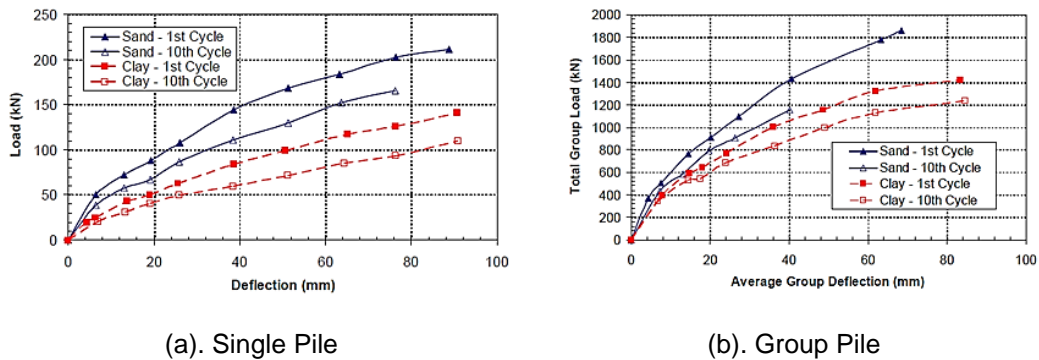 250
200
150
100
50
0
Load (kN)
Sand - 1st Cycle
Sand - 10th Cycle
Clay - 1st Cycle
Clay - 10th Cycle
0 20 40 60 80 100
Deflection (mm)
(a). Single Pile
2000
1800
1600
1400
1200
1000
800
600
400
200
0
Total Group Load (kN)
Sand - 1st Cycle
Sand - 10th Cycle
Clay - 1st Cycle
Clay - 10th Cycle
0 20 40 60 80 100
Average Group Deflection (mm)
(b). Group Pile